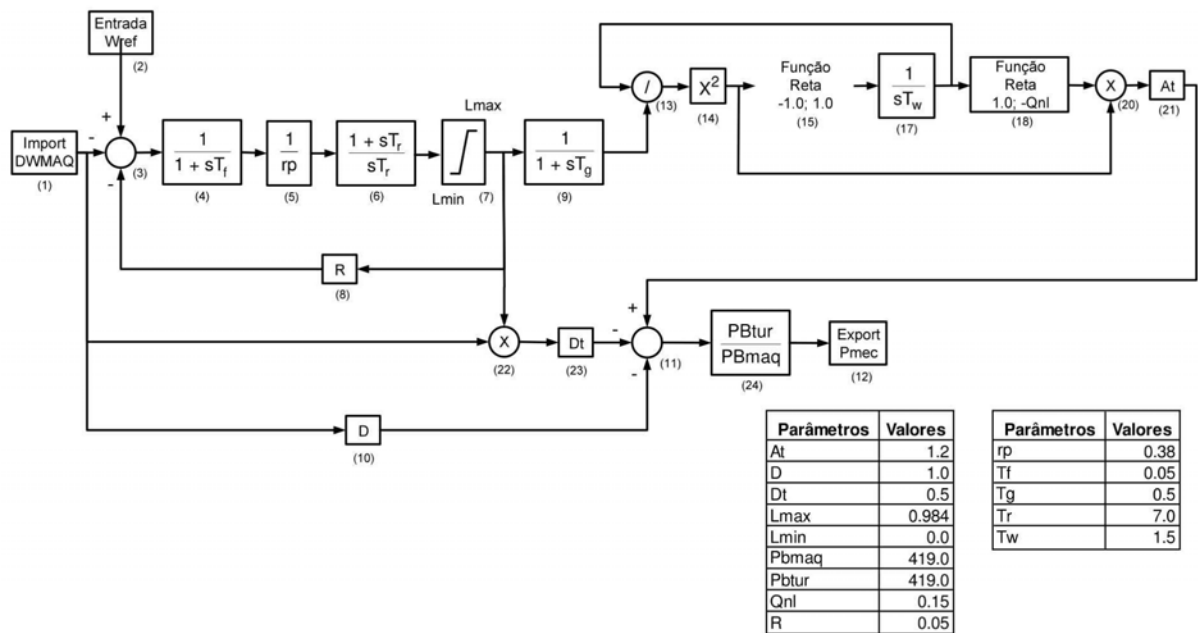 Entrada
Wref
(2)
+
-
-
Import
DWMAQ
(1)
(3)
1
1 + sTf
(4)
1
rp
(5)
1 + sTr
sTr
(6)
Lmax
Lmin
(7)
1
1 + sTg
(9)
/
(13)
X²
(14)
Função
Reta
-1.0; 1.0
(15)
1
sTw
(17)
Função
Reta
1.0; -Qnl
(18)
X
(20)
At
(21)
R
(8)
X
(22)
Dt
(23)
+
-
-
(11)
PBtur
PBmaq
(24)
Export
Pmec
(12)
D
(10)
Parâmetros Valores
At 1.2
D 1.0
Dt 0.5
Lmax 0.984
Lmin 0.0
Pbmaq 419.0
Pbtur 419.0
Qnl 0.15
R 0.05
Parâmetros Valores
rp 0.38
Tf 0.05
Tg 0.5
Tr 7.0
Tw 1.5